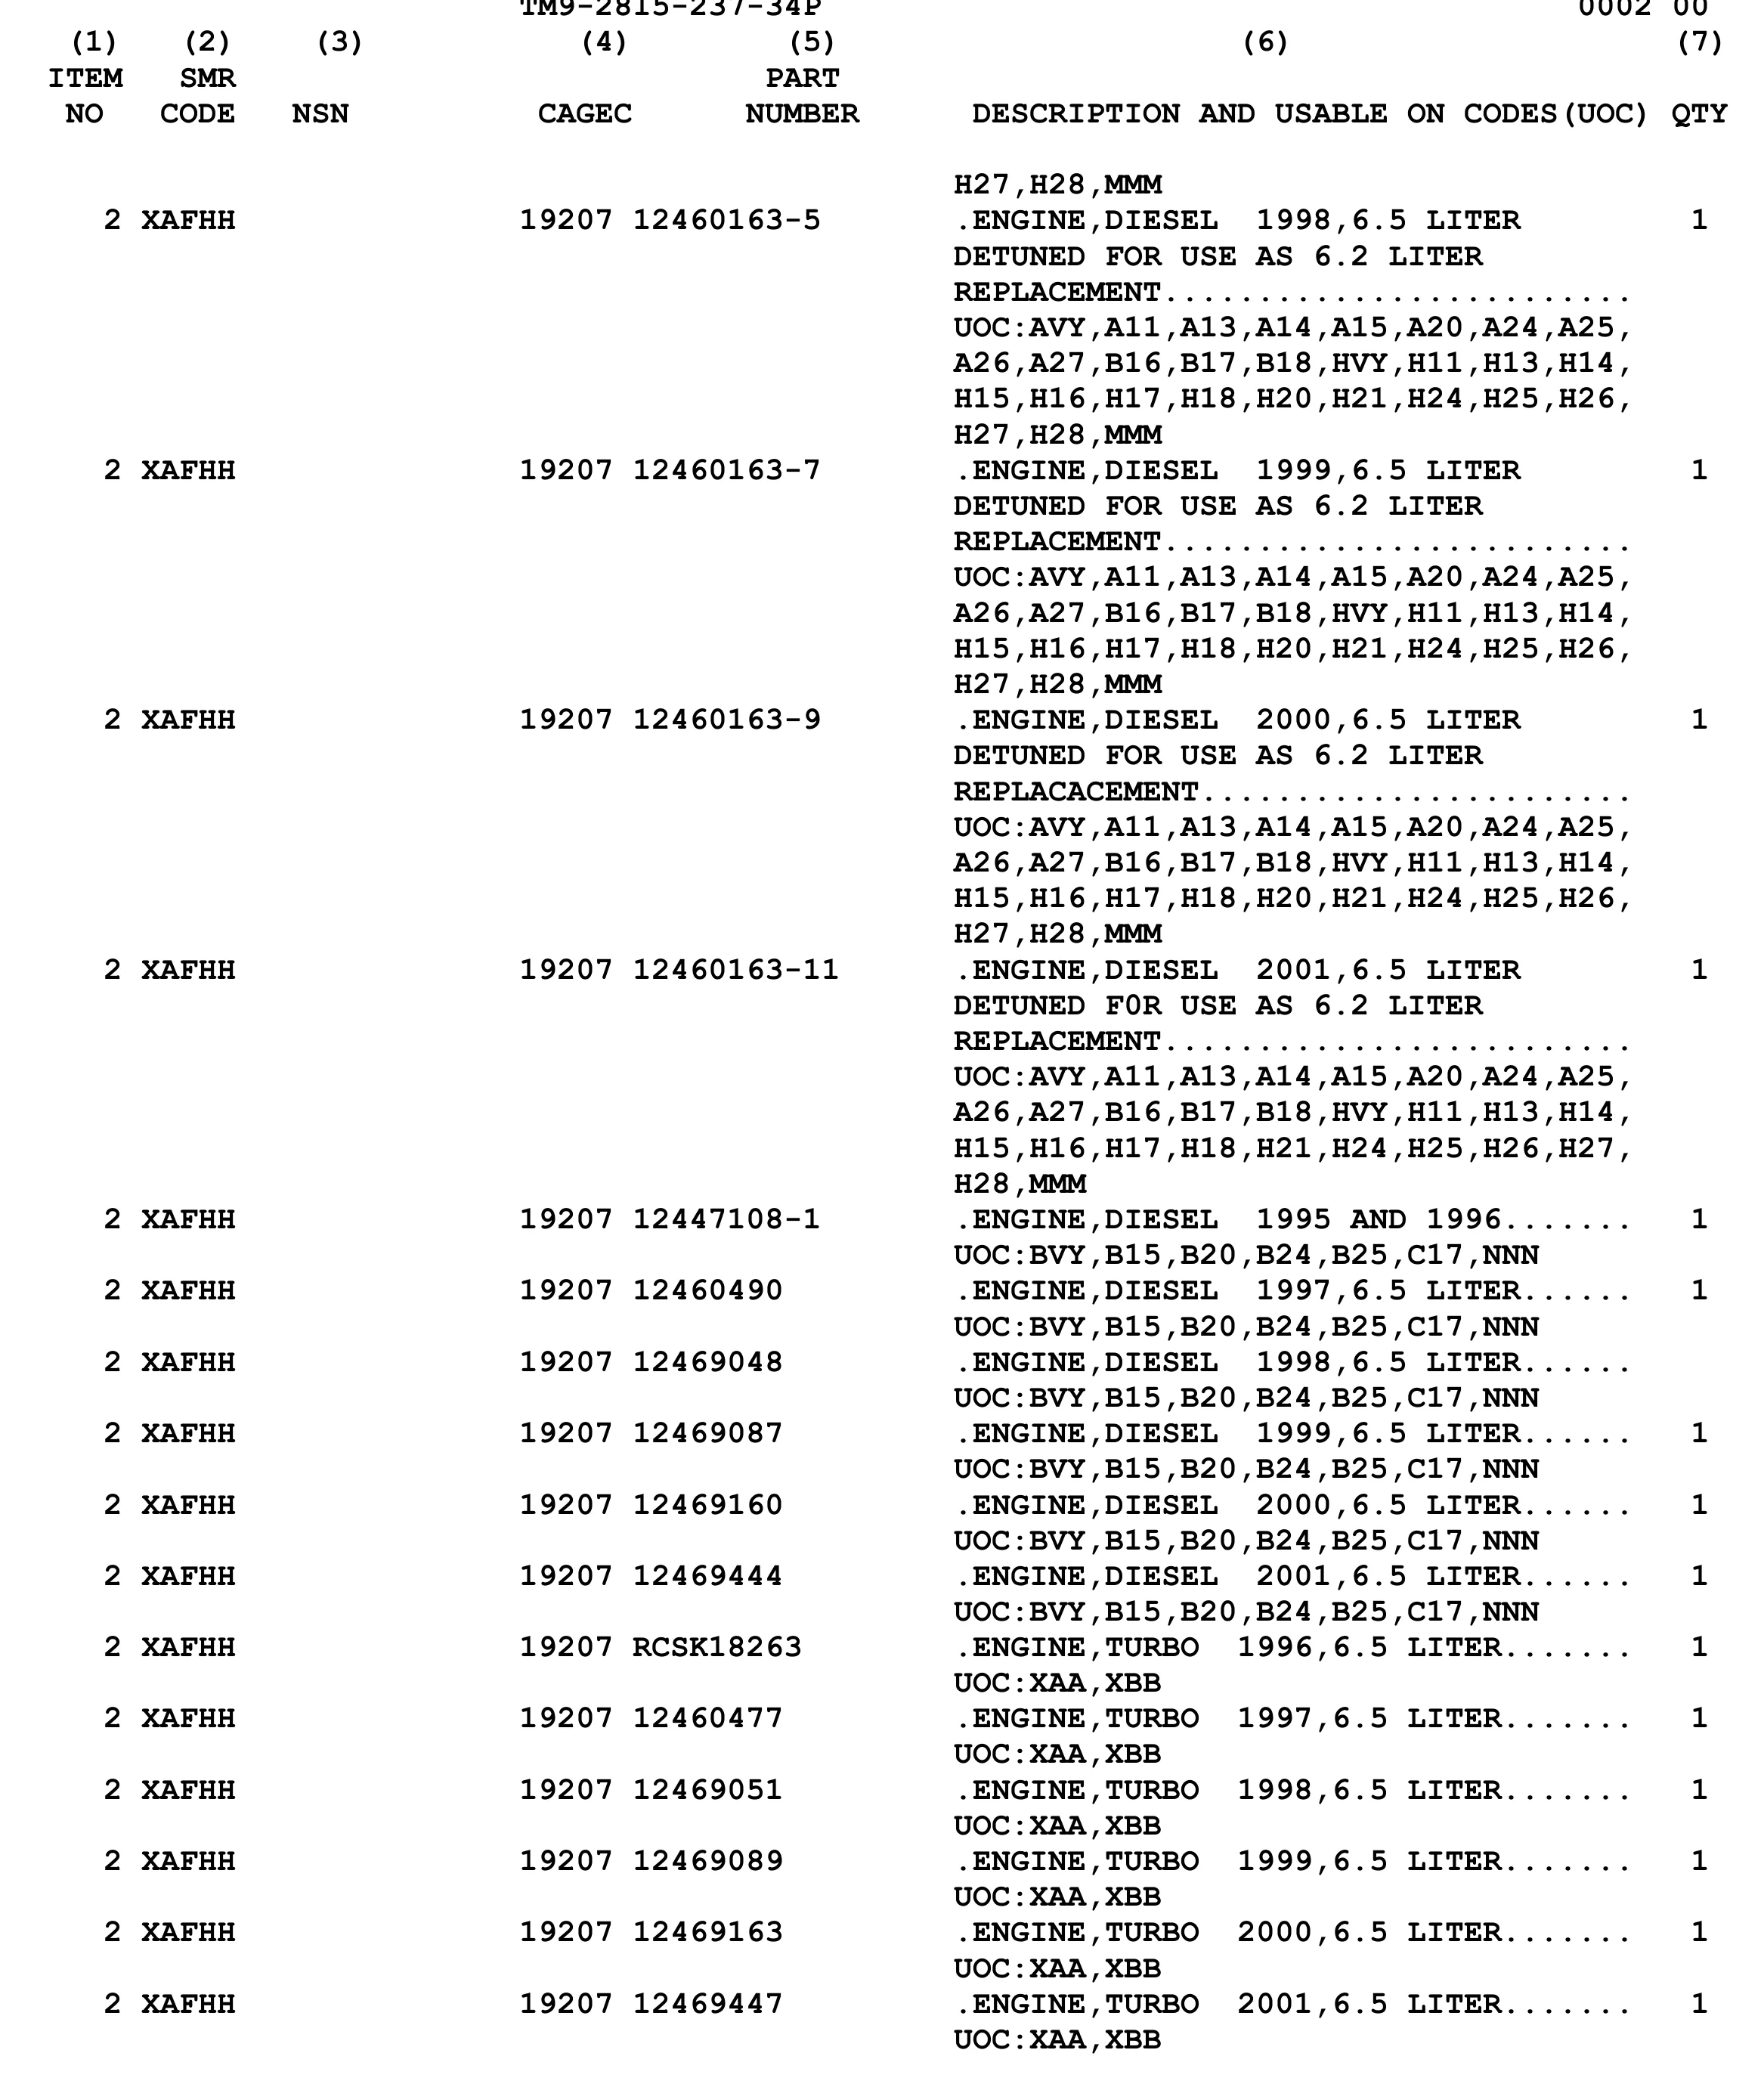 TM9-2815-237-34P 0002 00
(1) (2) (3) (4) (5) (6) (7)
ITEM SMR PART
NO CODE NSN CAGEC NUMBER DESCRIPTION AND USABLE ON CODES(UOC) QTY
H27,H28,MMM
2 XAFHH 19207 12460163-5 .ENGINE,DIESEL 1998,6.5 LITER 1
DETUNED FOR USE AS 6.2 LITER
REPLACEMENT.........................
UOC:AVY,A11,A13,A14,A15,A20,A24,A25,
A26,A27,B16,B17,B18,HVY,H11,H13,H14,
H15,H16,H17,H18,H20,H21,H24,H25,H26,
H27,H28,MMM
2 XAFHH 19207 12460163-7 .ENGINE,DIESEL 1999,6.5 LITER 1
DETUNED FOR USE AS 6.2 LITER
REPLACEMENT.........................
UOC:AVY,A11,A13,A14,A15,A20,A24,A25,
A26,A27,B16,B17,B18,HVY,H11,H13,H14,
H15,H16,H17,H18,H20,H21,H24,H25,H26,
H27,H28,MMM
2 XAFHH 19207 12460163-9 .ENGINE,DIESEL 2000,6.5 LITER 1
DETUNED FOR USE AS 6.2 LITER
REPLACACEMENT.......................
UOC:AVY,A11,A13,A14,A15,A20,A24,A25,
A26,A27,B16,B17,B18,HVY,H11,H13,H14,
H15,H16,H17,H18,H20,H21,H24,H25,H26,
H27,H28,MMM
2 XAFHH 19207 12460163-11 .ENGINE,DIESEL 2001,6.5 LITER 1
DETUNED F0R USE AS 6.2 LITER
REPLACEMENT.........................
UOC:AVY,A11,A13,A14,A15,A20,A24,A25,
A26,A27,B16,B17,B18,HVY,H11,H13,H14,
H15,H16,H17,H18,H21,H24,H25,H26,H27,
H28,MMM
2 XAFHH 19207 12447108-1 .ENGINE,DIESEL 1995 AND 1996....... 1
UOC:BVY,B15,B20,B24,B25,C17,NNN
2 XAFHH 19207 12460490 .ENGINE,DIESEL 1997,6.5 LITER...... 1
UOC:BVY,B15,B20,B24,B25,C17,NNN
2 XAFHH 19207 12469048 .ENGINE,DIESEL 1998,6.5 LITER......
UOC:BVY,B15,B20,B24,B25,C17,NNN
2 XAFHH 19207 12469087 .ENGINE,DIESEL 1999,6.5 LITER...... 1
UOC:BVY,B15,B20,B24,B25,C17,NNN
2 XAFHH 19207 12469160 .ENGINE,DIESEL 2000,6.5 LITER...... 1
UOC:BVY,B15,B20,B24,B25,C17,NNN
2 XAFHH 19207 12469444 .ENGINE,DIESEL 2001,6.5 LITER...... 1
UOC:BVY,B15,B20,B24,B25,C17,NNN
2 XAFHH 19207 RCSK18263 .ENGINE,TURBO 1996,6.5 LITER....... 1
UOC:XAA,XBB
2 XAFHH 19207 12460477 .ENGINE,TURBO 1997,6.5 LITER....... 1
UOC:XAA,XBB
2 XAFHH 19207 12469051 .ENGINE,TURBO 1998,6.5 LITER....... 1
UOC:XAA,XBB
2 XAFHH 19207 12469089 .ENGINE,TURBO 1999,6.5 LITER....... 1
UOC:XAA,XBB
2 XAFHH 19207 12469163 .ENGINE,TURBO 2000,6.5 LITER....... 1
UOC:XAA,XBB
2 XAFHH 19207 12469447 .ENGINE,TURBO 2001,6.5 LITER....... 1
UOC:XAA,XBB